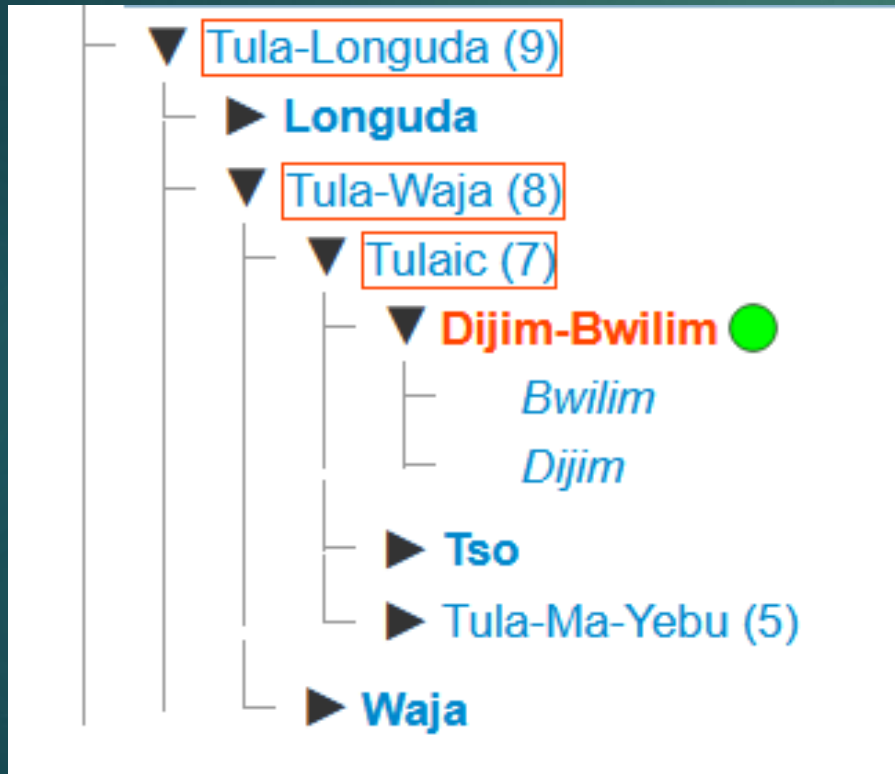 Tula-Longuda (9)
Longuda
Tula-Waja (8)
Tulaic (7)
Dijim-Bwilim
Bwilim
Dijim
Tso
Tula-Ma-Yebu (5)
Waja